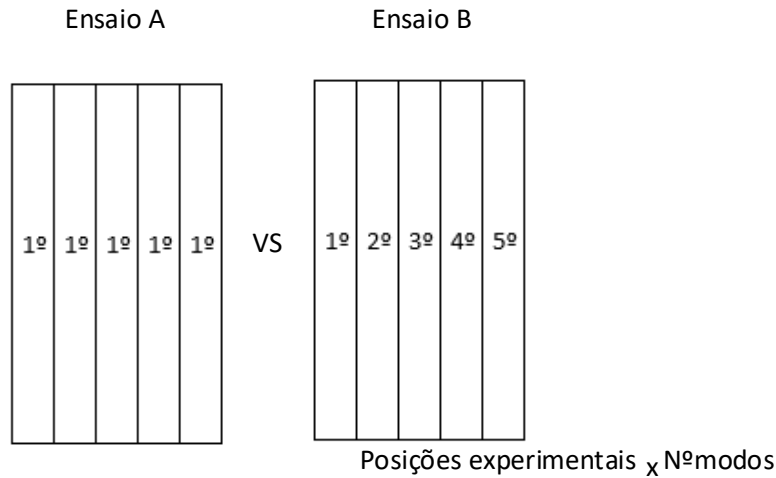 Ensaio A Ensaio B
1º 1º 1º 1º 1º VS 1º 2º 3º 4º 5º
Posições experimentais x Nºmodos